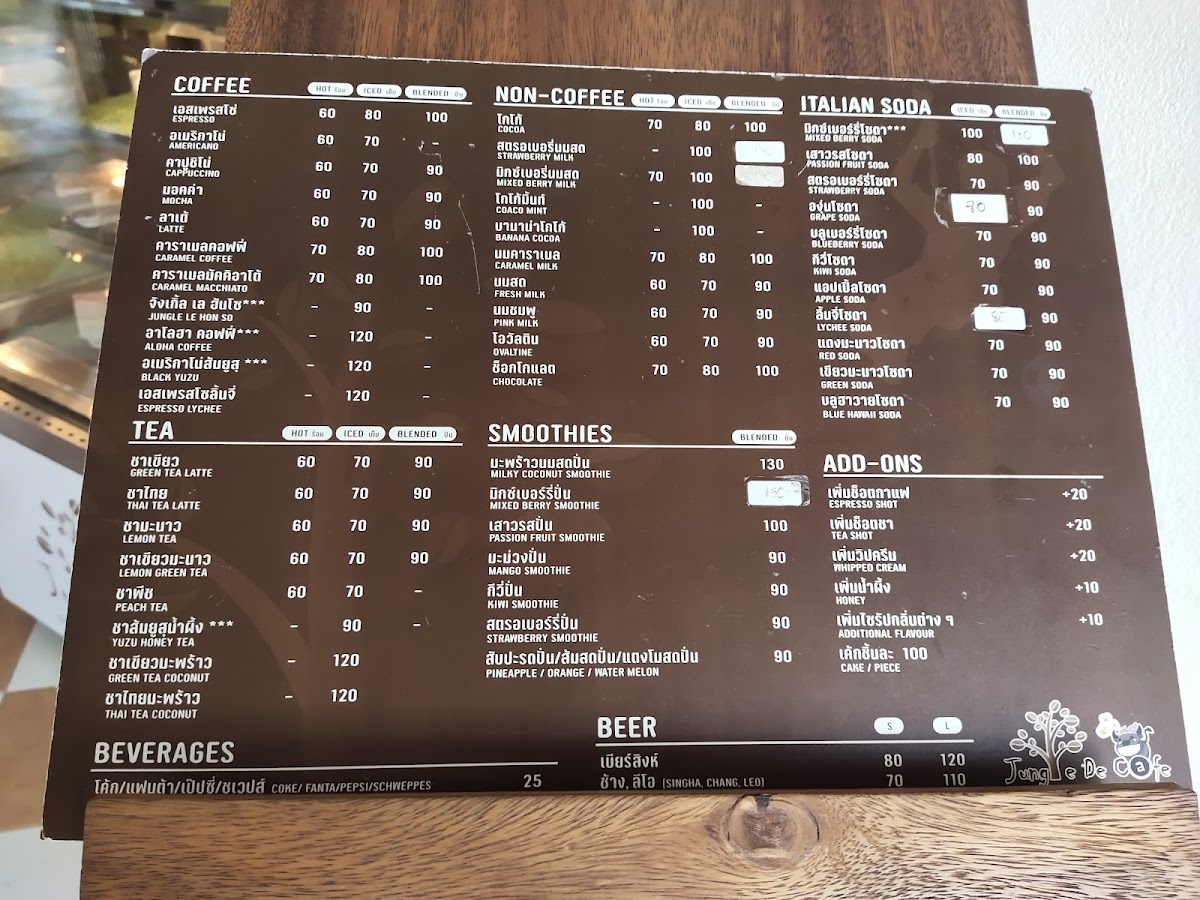 COFFEE HOT ร้อน ICED เย็น BLENDED ปั่น
เอสเพรสโซ่ 60 80 100
ESPRESSO
อเมริกาโน่ 60 70 -
AMERICANO
คาปูชิโน่ 60 70 90
CAPPUCCINO
มอคค่า 60 70 90
MOCHA
ลาเต้ 60 70 90
LATTE
คาราเมลคอฟฟี่ 70 80 100
CARAMEL COFFEE
คาราเมลมัคคิอาโต้ 70 80 100
CARAMEL MACCHIATO
จังเกิ้ล เล ฮันโซ*** - 90 -
JUNGLE LE HON SO
อาโลฮา คอฟฟี่*** - 120 -
ALOHA COFFEE
อเมริกาโน่ส้มยูสุ *** - 120 -
BLACK YUZU
เอสเพรสโซลิ้นจี่ - 120 -
ESPRESSO LYCHEE
TEA HOT ร้อน ICED เย็น BLENDED ปั่น
ชาเขียว 60 70 90
GREEN TEA LATTE
ชาไทย 60 70 90
THAI TEA LATTE
ชามะนาว 60 70 90
LEMON TEA
ชาเขียวมะนาว 60 70 90
LEMON GREEN TEA
ชาพีช 60 70 -
PEACH TEA
ชาส้มยูสุน้ำผึ้ง *** - 90 -
YUZU HONEY TEA
ชาเขียวมะพร้าว - 120
GREEN TEA COCONUT
ชาไทยมะพร้าว - 120
THAI TEA COCONUT
BEVERAGES
โค้ก/แฟนต้า/เป๊ปซี่/ชเวปส์ COKE/ FANTA/PEPSI/SCHWEPPES 25
NON-COFFEE HOT ร้อน ICED เย็น BLENDED ปั่น
โกโก้ 70 80 100
COCOA
สตรอเบอรี่นมสด - 100
STRAWBERRY MILK
มิกซ์เบอรี่นมสด 70 100
MIXED BERRY MILK
โกโก้มิ้นท์ - 100 -
COACO MINT
บานาน่าโกโก้ - 100 -
BANANA COCOA
นมคาราเมล 70 80 100
CARAMEL MILK
นมสด 60 70 90
FRESH MILK
นมชมพู 60 70 90
PINK MILK
โอวัลติน 60 70 90
OVALTINE
ช็อกโกแลต 70 80 100
CHOCOLATE
SMOOTHIES BLENDED ปั่น
มะพร้าวนมสดปั่น 130
MILKY COCONUT SMOOTHIE
มิกซ์เบอร์รี่ปั่น 130
MIXED BERRY SMOOTHIE
เสาวรสปั่น 100
PASSION FRUIT SMOOTHIE
มะม่วงปั่น 90
MANGO SMOOTHIE
กีวี่ปั่น 90
KIWI SMOOTHIE
สตรอเบอร์รี่ปั่น 90
STRAWBERRY SMOOTHIE
สับปะรดปั่น/ส้มสดปั่น/แตงโมสดปั่น 90
PINEAPPLE / ORANGE / WATER MELON
BEER S L
เบียร์สิงห์ 80 120
ช้าง, ลีโอ (SINGHA, CHANG, LEO) 70 110
ITALIAN SODA ICED เย็น BLENDED ปั่น
มิกซ์เบอร์รี่โซดา*** 100 130
MIXED BERRY SODA
เสาวรสโซดา 80 100
PASSION FRUIT SODA
สตรอเบอร์รี่โซดา 70 90
STRAWBERRY SODA
องุ่นโซดา 80 90
GRAPE SODA
บลูเบอร์รี่โซดา 70 90
BLUEBERRY SODA
กีวี่โซดา 70 90
KIWI SODA
แอปเปิ้ลโซดา 70 90
APPLE SODA
ลิ้นจี่โซดา 80 90
LYCHEE SODA
แดงมะนาวโซดา 70 90
RED SODA
เขียวมะนาวโซดา 70 90
GREEN SODA
บลูฮาวายโซดา 70 90
BLUE HAWAII SODA
ADD-ONS
เพิ่มช็อตกาแฟ +20
ESPRESSO SHOT
เพิ่มช็อตชา +20
TEA SHOT
เพิ่มวิปครีม +20
WHIPPED CREAM
เพิ่มน้ำผึ้ง +10
HONEY
เพิ่มไซรัปกลิ่นต่าง ๆ +10
ADDITIONAL FLAVOUR
เค้กชิ้นละ 100
CAKE / PIECE
Jungle De Cafe